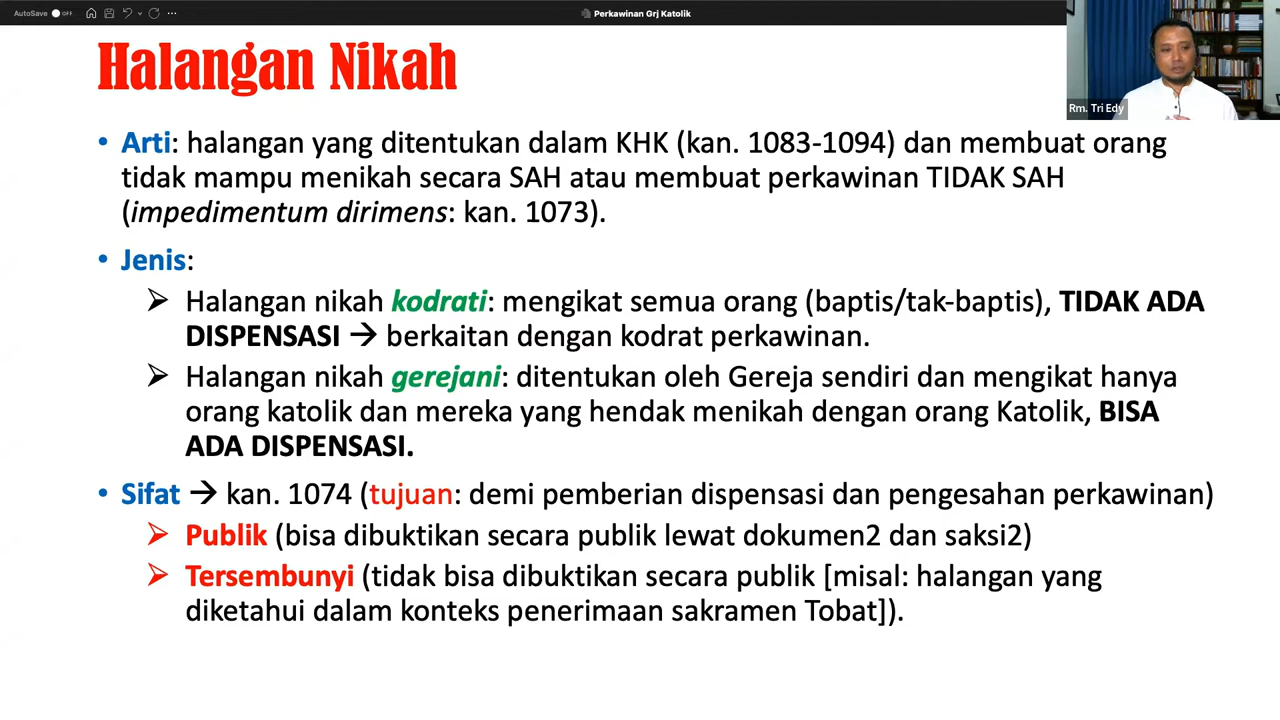 AutoSave OFF
Perkawinan Grj Katolik
Halangan Nikah
Rm. Tri Edy
• Arti: halangan yang ditentukan dalam KHK (kan. 1083-1094) dan membuat orang
tidak mampu menikah secara SAH atau membuat perkawinan TIDAK SAH
(impedimentum dirimens: kan. 1073).
• Jenis:
➢ Halangan nikah kodrati: mengikat semua orang (baptis/tak-baptis), TIDAK ADA
DISPENSASI → berkaitan dengan kodrat perkawinan.
➢ Halangan nikah gerejani: ditentukan oleh Gereja sendiri dan mengikat hanya
orang katolik dan mereka yang hendak menikah dengan orang Katolik, BISA
ADA DISPENSASI.
• Sifat → kan. 1074 (tujuan: demi pemberian dispensasi dan pengesahan perkawinan)
➢ Publik (bisa dibuktikan secara publik lewat dokumen2 dan saksi2)
➢ Tersembunyi (tidak bisa dibuktikan secara publik [misal: halangan yang
diketahui dalam konteks penerimaan sakramen Tobat]).